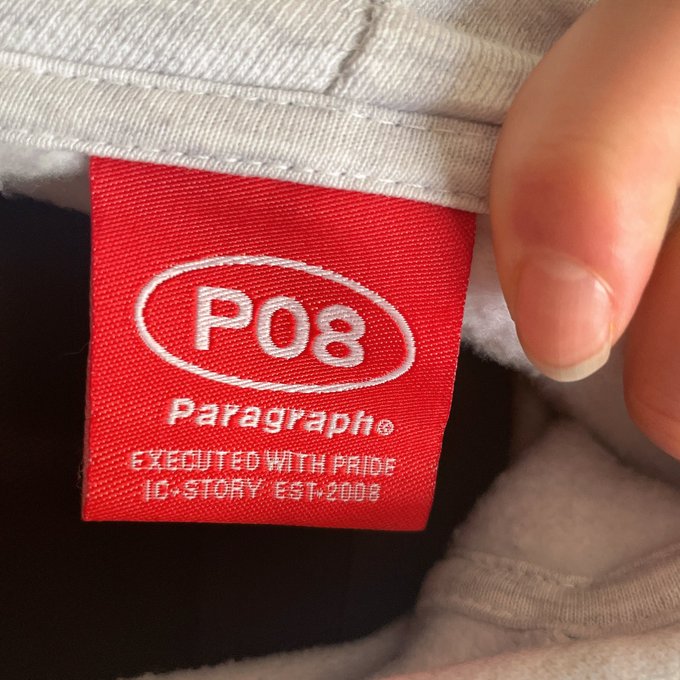 P08
Paragraph®
EXECUTED WITH PRIDE
IC+STORY EST+2008